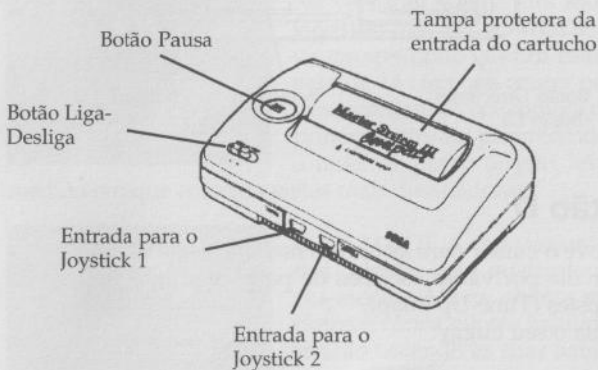 Tampa protetora da
entrada do cartucho
Botão Pausa
Botão Liga-
Desliga
Master System III
Compact
SEGA
Entrada para o
Joystick 1
Entrada para o
Joystick 2